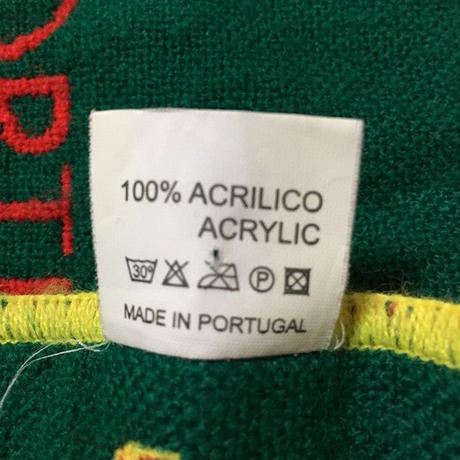 100% ACRILICO
ACRYLIC
30° P
MADE IN PORTUGAL